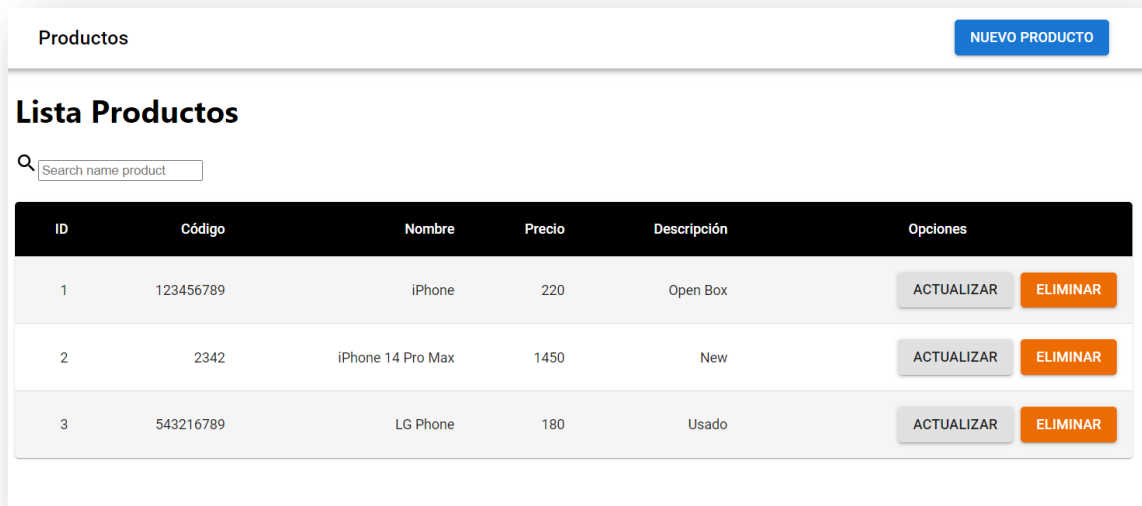 Productos NUEVO PRODUCTO
Lista Productos
Search name product
ID Código Nombre Precio Descripción Opciones
1 123456789 iPhone 220 Open Box ACTUALIZAR ELIMINAR
2 2342 iPhone 14 Pro Max 1450 New ACTUALIZAR ELIMINAR
3 543216789 LG Phone 180 Usado ACTUALIZAR ELIMINAR